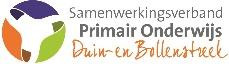 Samenwerkingsverband
Primair Onderwijs
Duin- en Bollenstreek